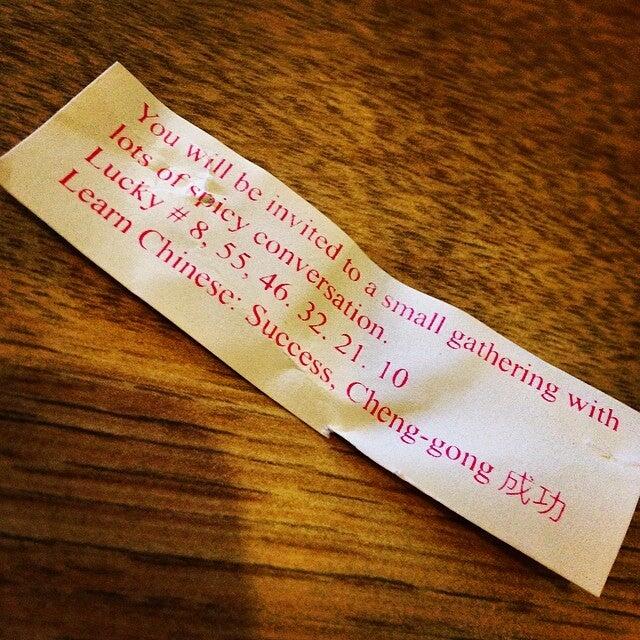 You will be invited to a small gathering with
lots of spicy conversation.
Lucky # 8, 55, 46, 32, 21, 10
Learn Chinese: Success, Cheng-gong 成功